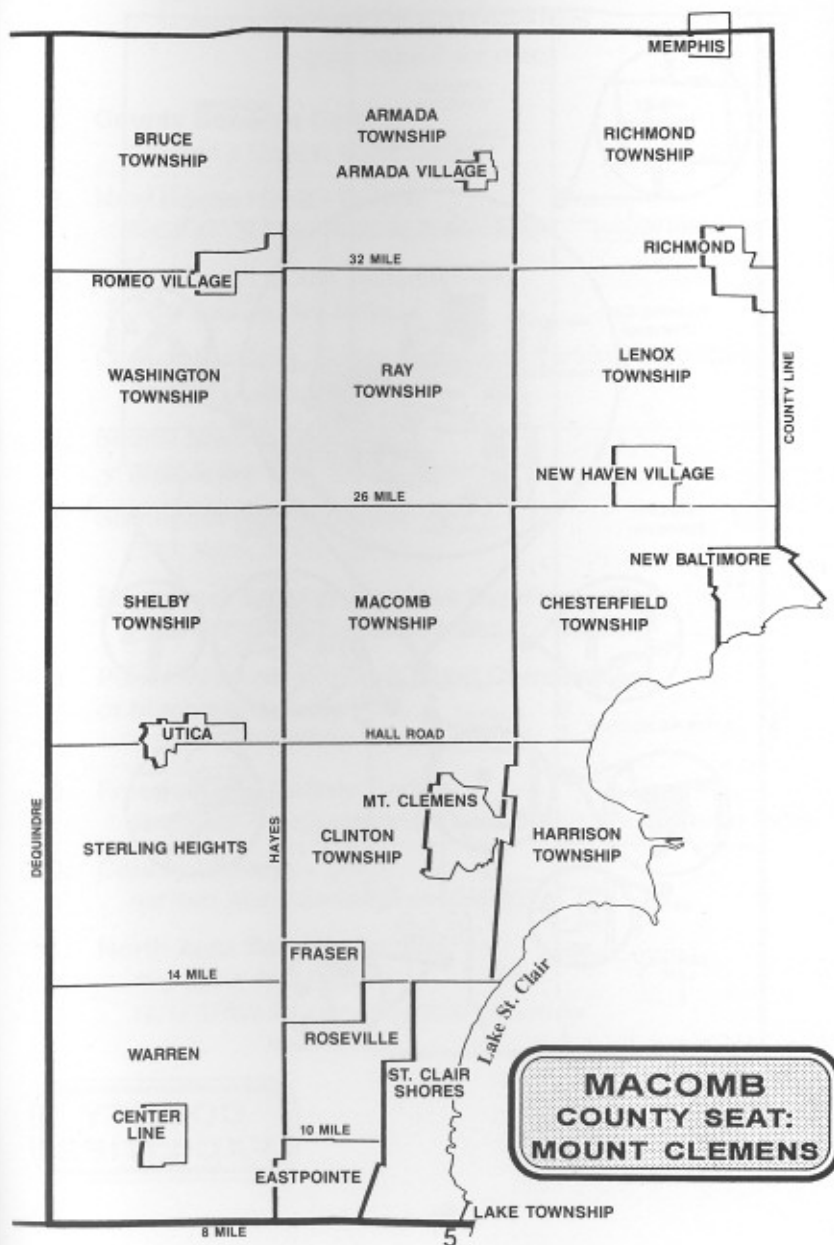 MEMPHIS
BRUCE
TOWNSHIP
ARMADA
TOWNSHIP
ARMADA VILLAGE
RICHMOND
TOWNSHIP
RICHMOND
32 MILE
ROMEO VILLAGE
WASHINGTON
TOWNSHIP
RAY
TOWNSHIP
LENOX
TOWNSHIP
COUNTY LINE
NEW HAVEN VILLAGE
26 MILE
NEW BALTIMORE
SHELBY
TOWNSHIP
MACOMB
TOWNSHIP
CHESTERFIELD
TOWNSHIP
UTICA
HALL ROAD
DEQUINDRE
HAYES
MT. CLEMENS
STERLING HEIGHTS
CLINTON
TOWNSHIP
HARRISON
TOWNSHIP
FRASER
14 MILE
Lake St. Clair
ROSEVILLE
WARREN
ST. CLAIR
SHORES
CENTER
LINE
10 MILE
EASTPOINTE
MACOMB
COUNTY SEAT:
MOUNT CLEMENS
LAKE TOWNSHIP
8 MILE
5